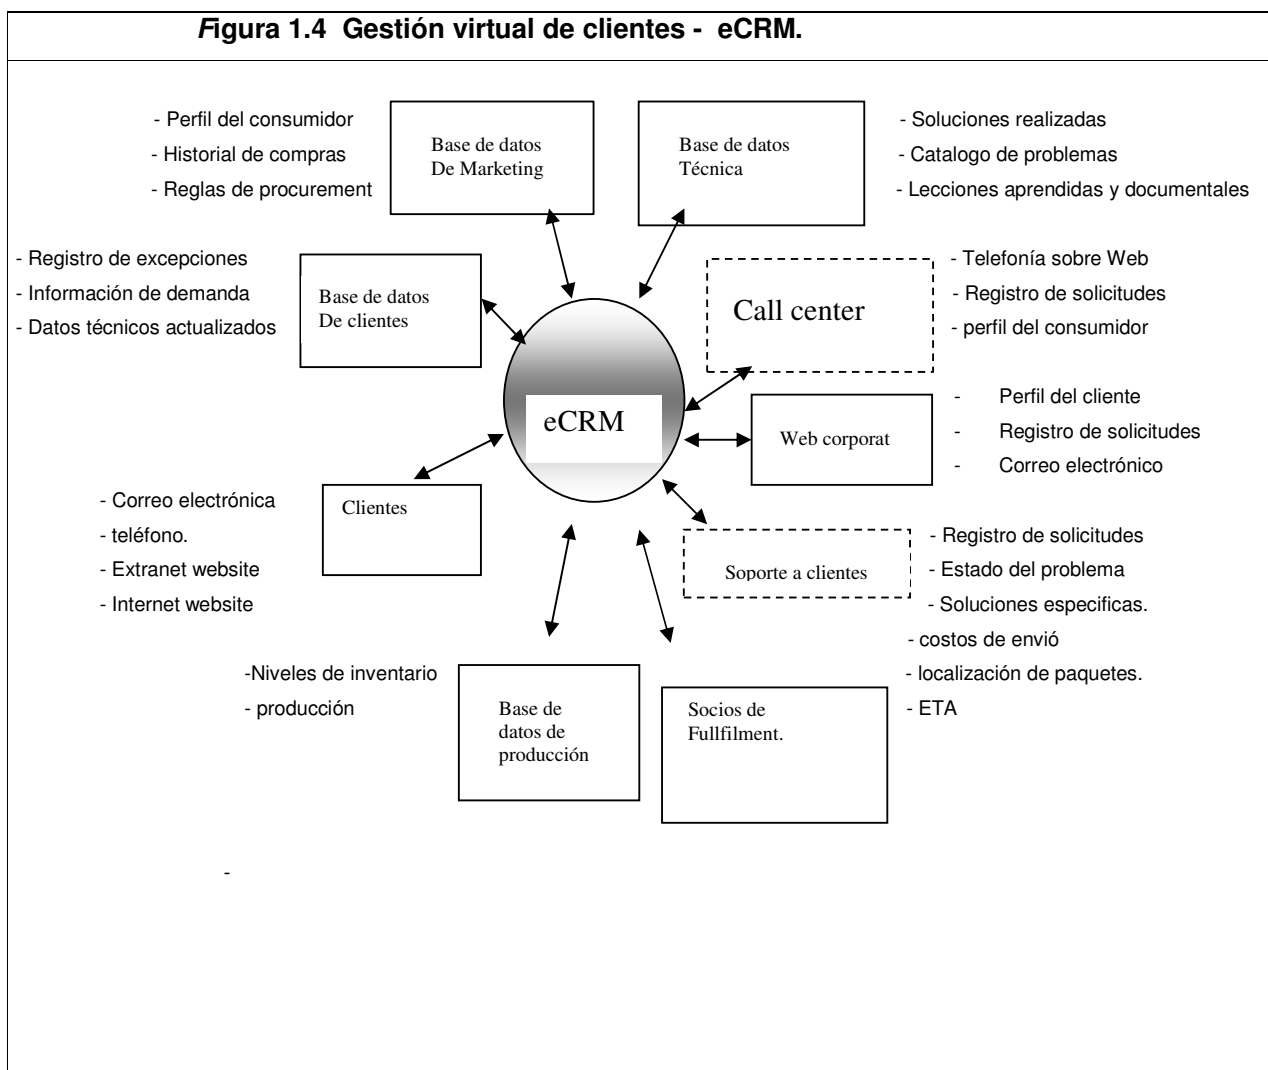 Figura 1.4 Gestión virtual de clientes - eCRM.
- Perfil del consumidor
- Historial de compras
- Reglas de procurement
Base de datos
De Marketing
Base de datos
Técnica
- Soluciones realizadas
- Catalogo de problemas
- Lecciones aprendidas y documentales
- Registro de excepciones
- Información de demanda
- Datos técnicos actualizados
Base de datos
De clientes
Call center
- Telefonía sobre Web
- Registro de solicitudes
- perfil del consumidor
eCRM
Web corporat
- Perfil del cliente
- Registro de solicitudes
- Correo electrónico
- Correo electrónica
- teléfono.
- Extranet website
- Internet website
Clientes
Soporte a clientes
- Registro de solicitudes
- Estado del problema
- Soluciones especificas.
-Niveles de inventario
- producción
Base de
datos de
producción
Socios de
Fullfilment.
- costos de envió
- localización de paquetes.
- ETA
-